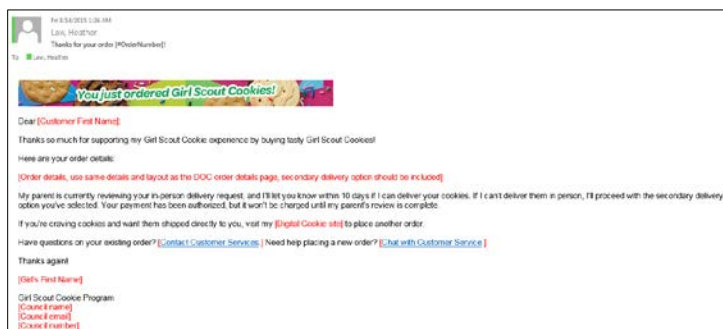 Fri 8/14/2015 1:26 AM
Law, Heather
Thanks for your order [#OrderNumber]!
To Law, Heather
You just ordered Girl Scout Cookies!
Dear [Customer First Name]:
Thanks so much for supporting my Girl Scout Cookie experience by buying tasty Girl Scout Cookies!
Here are your order details:
[Order details, use same details and layout as the DOC order details page, secondary delivery option should be included]
My parent is currently reviewing your in-person delivery request, and I'll let you know within 10 days if I can deliver your cookies. If I can't deliver them in person, I'll proceed with the secondary delivery
option you've selected. Your payment has been authorized, but it won't be charged until my parent's review is complete.
If you're craving cookies and want them shipped directly to you, visit my [Digital Cookie site] to place another order.
Have questions on your existing order? [Contact Customer Services.] Need help placing a new order? [Chat with Customer Service.]
Thanks again!
[Girl's First Name]
Girl Scout Cookie Program
[Council name]
[Council email]
[Council number]